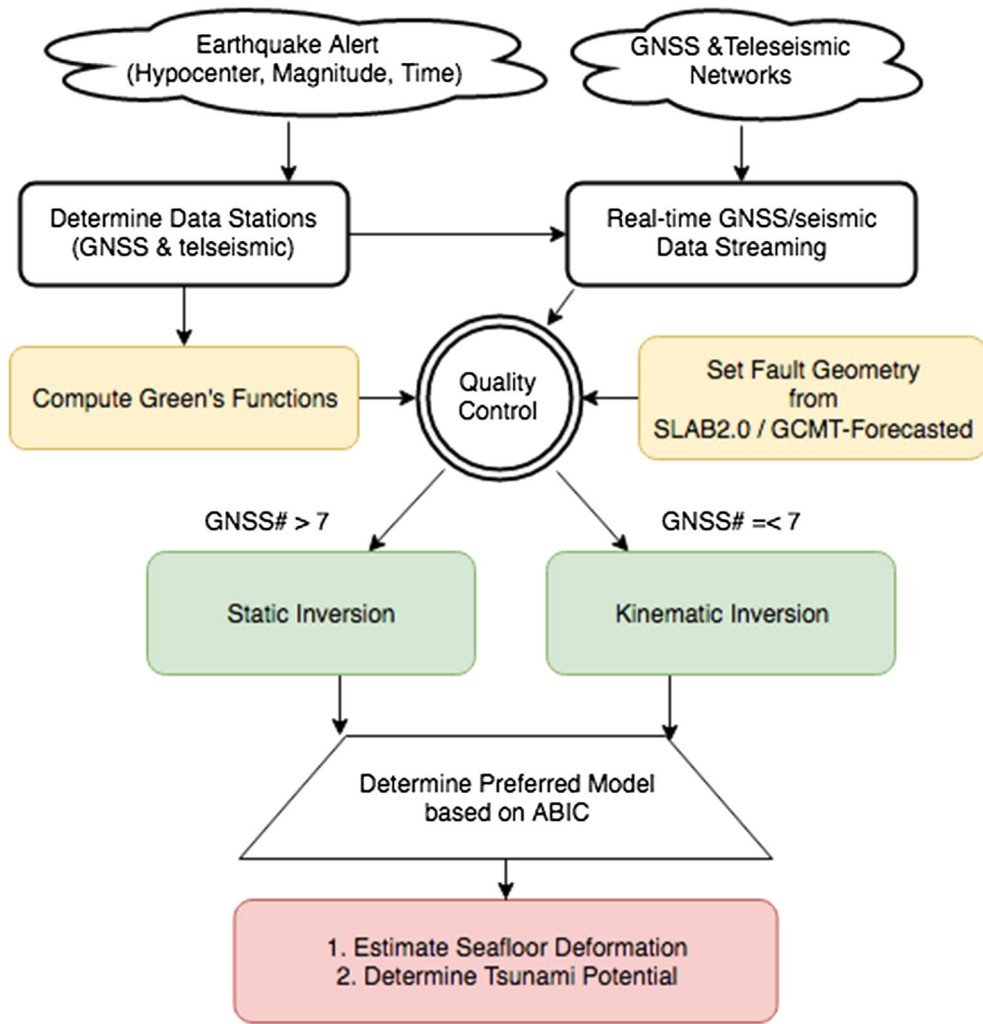 Earthquake Alert
(Hypocenter, Magnitude, Time)
GNSS &Teleseismic
Networks
Determine Data Stations
(GNSS & telseismic)
Real-time GNSS/seismic
Data Streaming
Compute Green's Functions
Quality
Control
Set Fault Geometry
from
SLAB2.0 / GCMT-Forecasted
GNSS# > 7
GNSS# =< 7
Static Inversion
Kinematic Inversion
Determine Preferred Model
based on ABIC
1. Estimate Seafloor Deformation
2. Determine Tsunami Potential